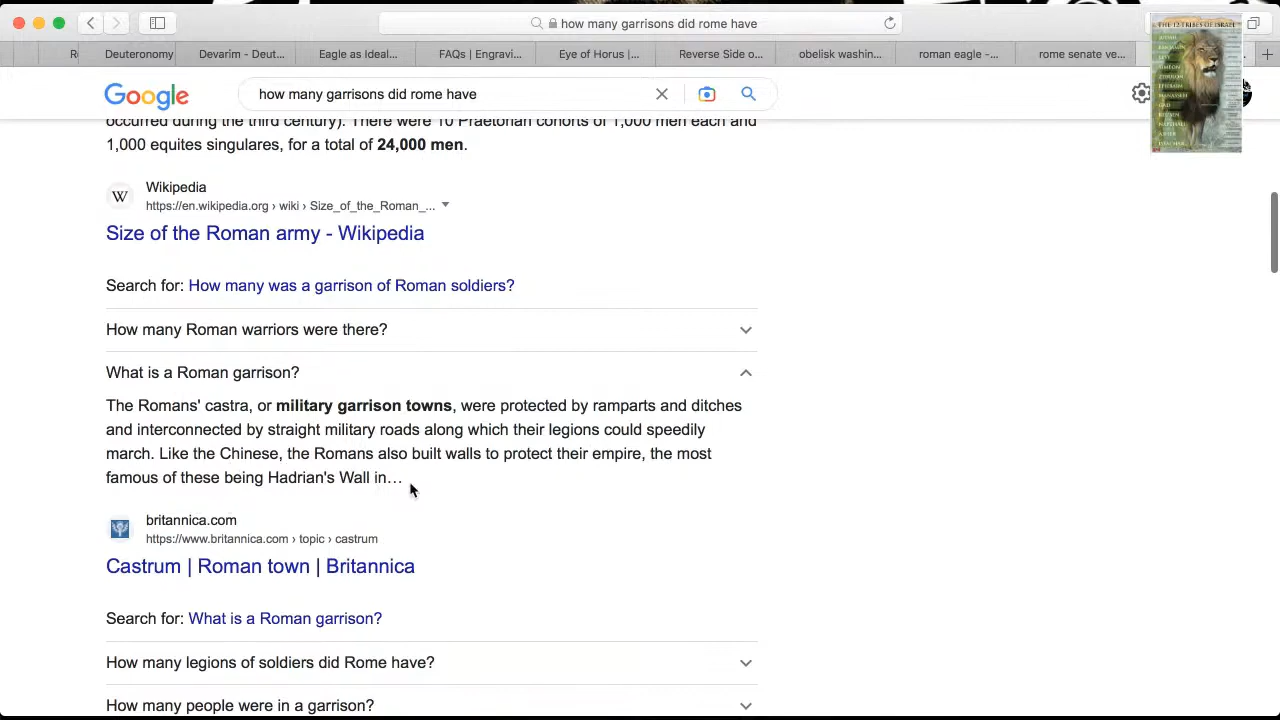 how many garrisons did rome have
Deuteronomy
Devarim - Deut...
Eagle as Ideal...
FAQs | Engravi...
Eye of Horus |...
Reverse Side o...
obelisk washin...
roman eagle -...
rome senate ve...
THE 12 TRIBES OF ISRAEL
Google
how many garrisons did rome have
occurred during the third century). There were 10 Praetorian cohorts of 1,000 men each and
1,000 equites singulares, for a total of 24,000 men.
Wikipedia
https://en.wikipedia.org › wiki › Size_of_the_Roman_...
Size of the Roman army - Wikipedia
Search for: How many was a garrison of Roman soldiers?
How many Roman warriors were there?
What is a Roman garrison?
The Romans' castra, or military garrison towns, were protected by ramparts and ditches
and interconnected by straight military roads along which their legions could speedily
march. Like the Chinese, the Romans also built walls to protect their empire, the most
famous of these being Hadrian's Wall in…
britannica.com
https://www.britannica.com › topic › castrum
Castrum | Roman town | Britannica
Search for: What is a Roman garrison?
How many legions of soldiers did Rome have?
How many people were in a garrison?